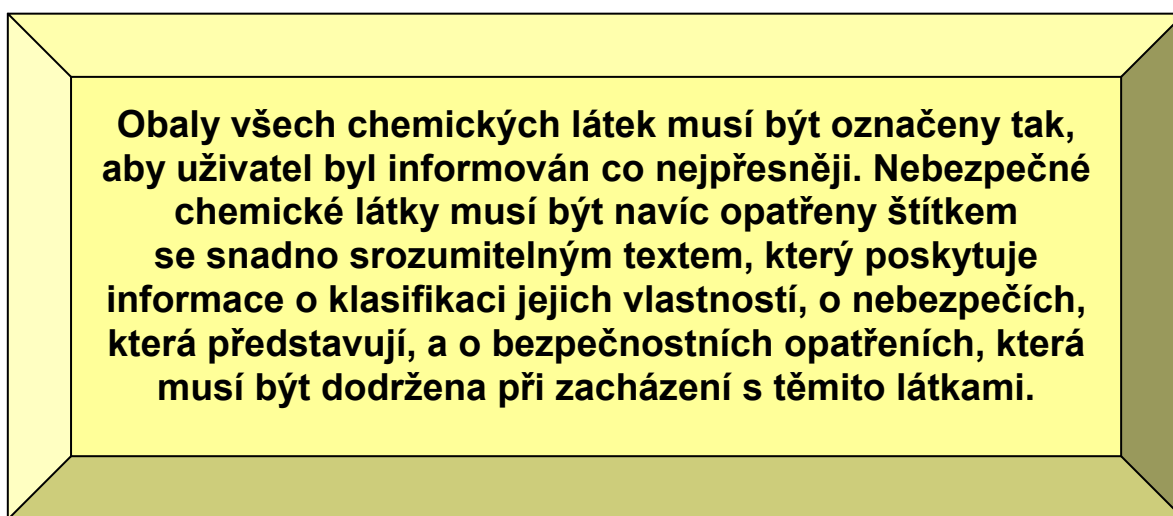 Obaly všech chemických látek musí být označeny tak,
aby uživatel byl informován co nejpřesněji. Nebezpečné
chemické látky musí být navíc opatřeny štítkem
se snadno srozumitelným textem, který poskytuje
informace o klasifikaci jejich vlastností, o nebezpečích,
která představují, a o bezpečnostních opatřeních, která
musí být dodržena při zacházení s těmito látkami.